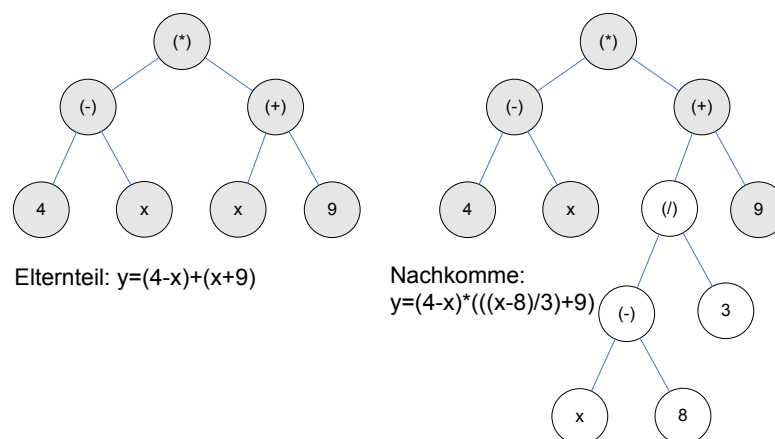 (*)
(-) (+)
4 x x 9
Elternteil: y=(4-x)+(x+9)
(*)
(-) (+)
4 x (/) 9
Nachkomme:
y=(4-x)*(((x-8)/3)+9)
(-) 3
x 8